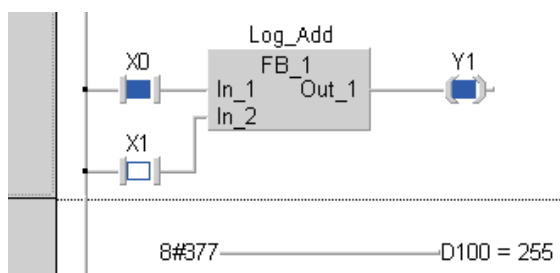 Log_Add
X0 FB_1 Y1
In_1 Out_1
In_2
X1
8#377 D100 = 255